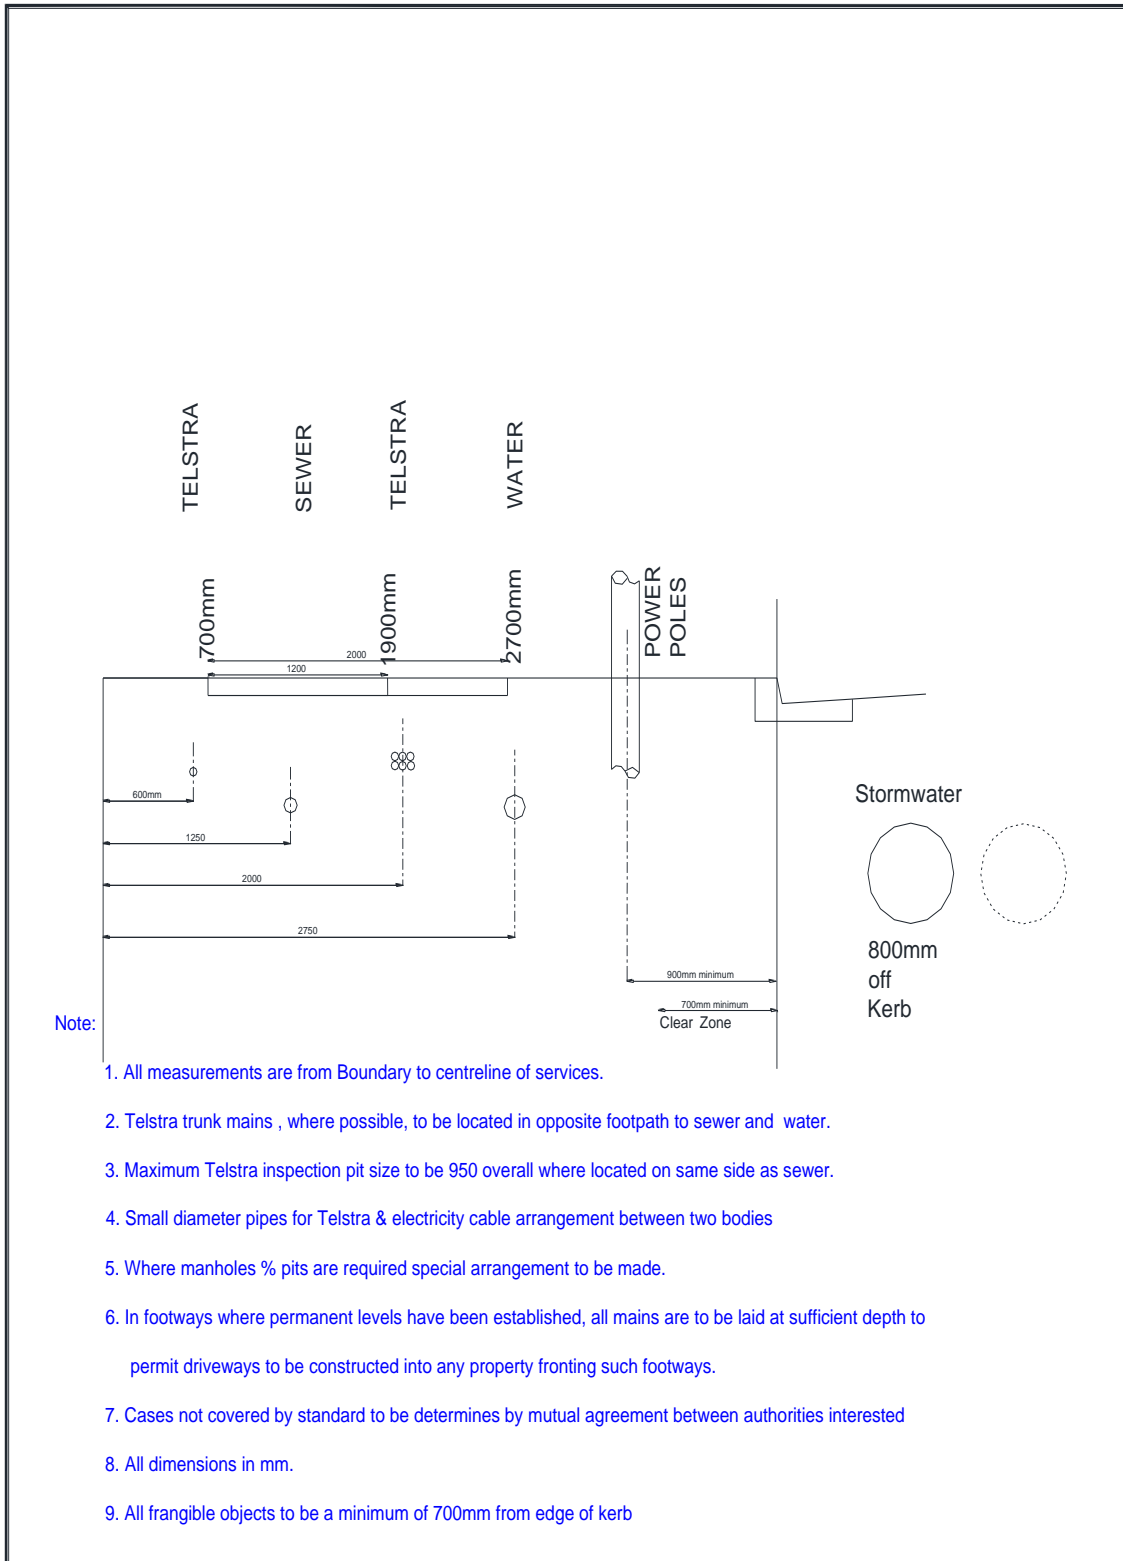 TELSTRA
SEWER
TELSTRA
WATER
700mm
1900mm
2700mm
POWER
POLES
2000
1200
600mm
1250
2000
2750
Stormwater
800mm
off
Kerb
900mm minimum
700mm minimum
Clear Zone
Note:
1. All measurements are from Boundary to centreline of services.
2. Telstra trunk mains , where possible, to be located in opposite footpath to sewer and water.
3. Maximum Telstra inspection pit size to be 950 overall where located on same side as sewer.
4. Small diameter pipes for Telstra & electricity cable arrangement between two bodies
5. Where manholes % pits are required special arrangement to be made.
6. In footways where permanent levels have been established, all mains are to be laid at sufficient depth to
permit driveways to be constructed into any property fronting such footways.
7. Cases not covered by standard to be determines by mutual agreement between authorities interested
8. All dimensions in mm.
9. All frangible objects to be a minimum of 700mm from edge of kerb